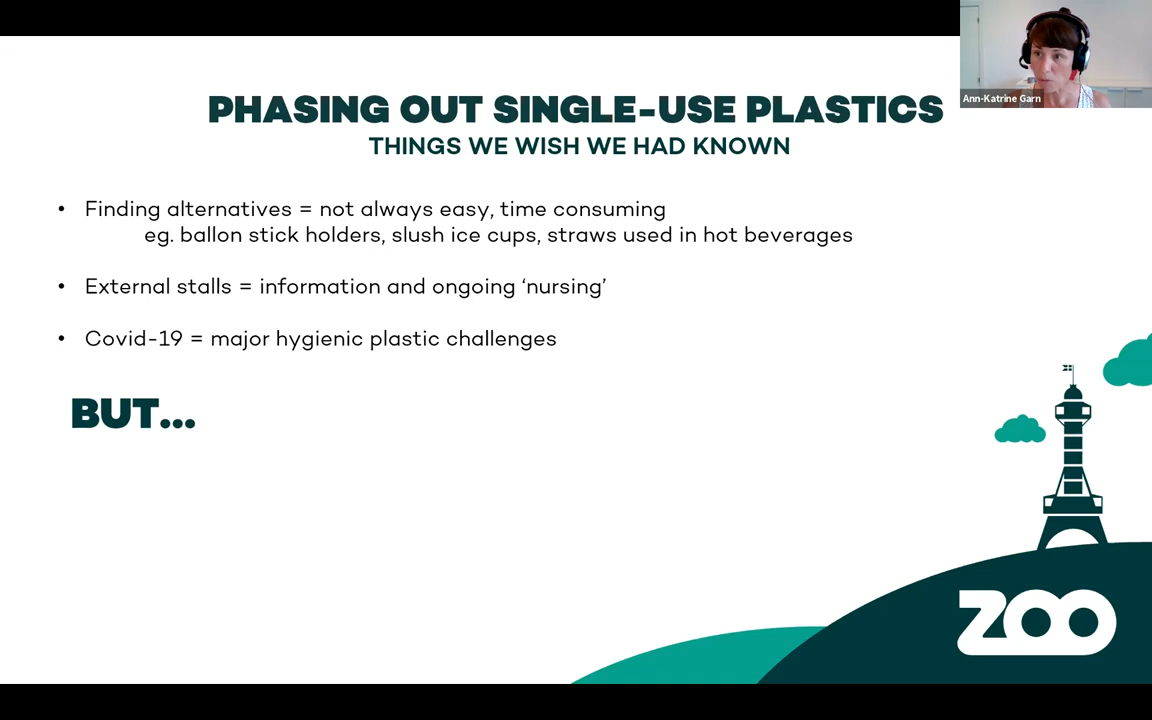 Ann-Katrine Garn
PHASING OUT SINGLE-USE PLASTICS
THINGS WE WISH WE HAD KNOWN
• Finding alternatives = not always easy, time consuming
eg. ballon stick holders, slush ice cups, straws used in hot beverages
• External stalls = information and ongoing ‘nursing’
• Covid-19 = major hygienic plastic challenges
BUT...
ZOO